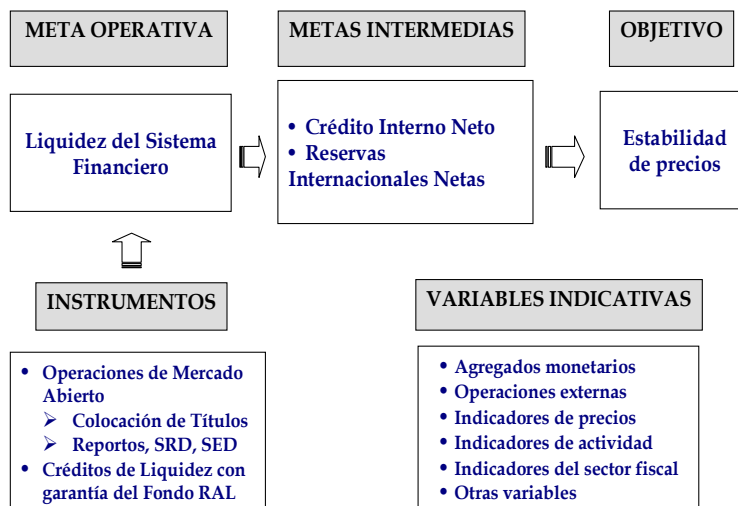 META OPERATIVA
METAS INTERMEDIAS
OBJETIVO
Liquidez del Sistema
Financiero
• Crédito Interno Neto
• Reservas
Internacionales Netas
Estabilidad
de precios
INSTRUMENTOS
VARIABLES INDICATIVAS
• Operaciones de Mercado
Abierto
➢ Colocación de Títulos
➢ Reportos, SRD, SED
• Créditos de Liquidez con
garantía del Fondo RAL
• Agregados monetarios
• Operaciones externas
• Indicadores de precios
• Indicadores de actividad
• Indicadores del sector fiscal
• Otras variables